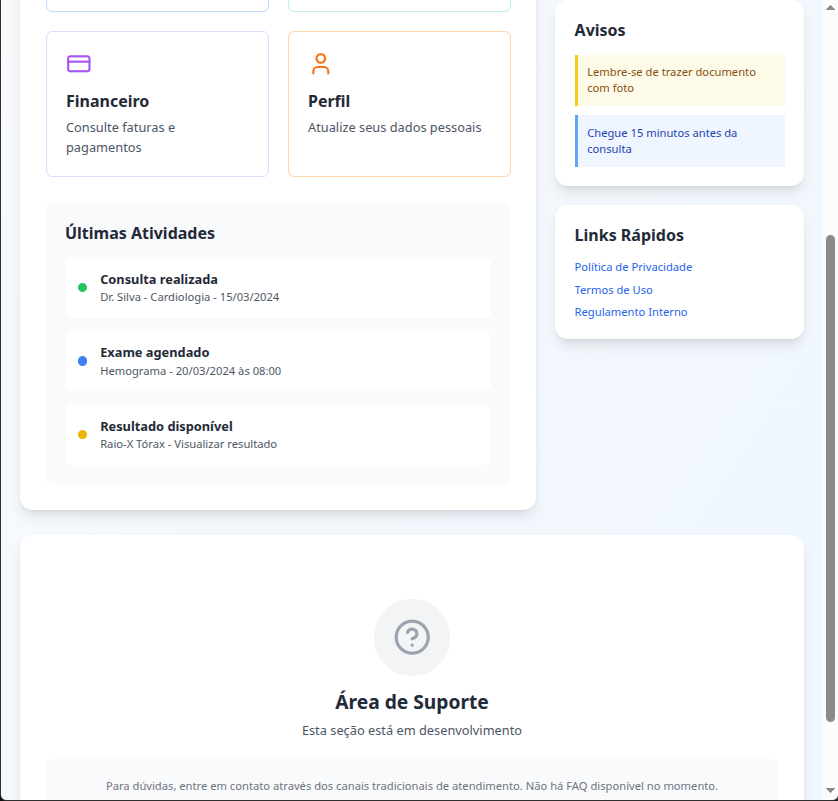 Financeiro
Consulte faturas e
pagamentos
Perfil
Atualize seus dados pessoais
Últimas Atividades
Consulta realizada
Dr. Silva - Cardiologia - 15/03/2024
Exame agendado
Hemograma - 20/03/2024 às 08:00
Resultado disponível
Raio-X Tórax - Visualizar resultado
Avisos
Lembre-se de trazer documento
com foto
Chegue 15 minutos antes da
consulta
Links Rápidos
Política de Privacidade
Termos de Uso
Regulamento Interno
Área de Suporte
Esta seção está em desenvolvimento
Para dúvidas, entre em contato através dos canais tradicionais de atendimento. Não há FAQ disponível no momento.